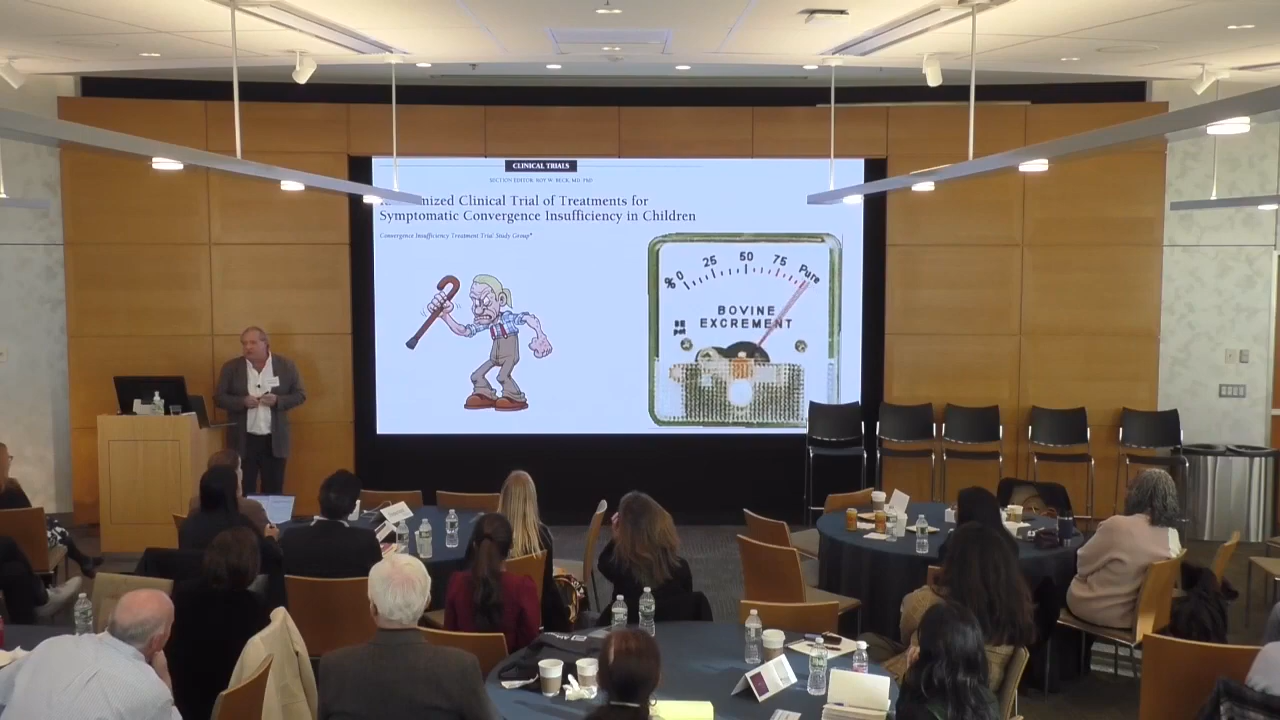 CLINICAL TRIALS
SECTION EDITOR: ROY W. BECK, MD, PhD
Clinical Trial of Treatments for
Symptomatic Convergence Insufficiency in Children
Convergence Insufficiency Treatment Trial Study Group*
% 0 25 50 75 Pure
BOVINE
EXCREMENT